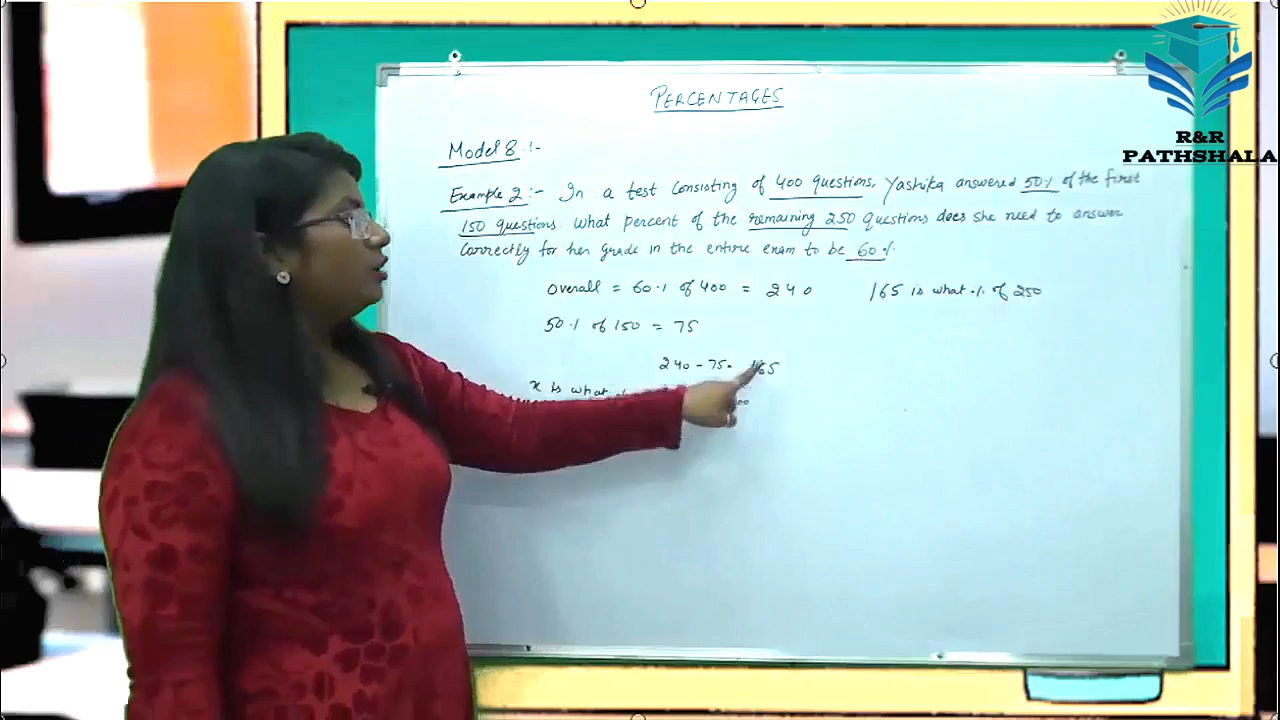 PERCENTAGES
R&R
PATHSHALA
Model 8 :-
Example 2 :- In a test consisting of 400 questions, Yashika answered 50% of the first
150 questions. What percent of the remaining 250 questions does she need to answer
correctly for her grade in the entire exam to be 60%
Overall = 60% of 400 = 240
165 is what % of 250
50% of 150 = 75
240 - 75 = 165
x is what